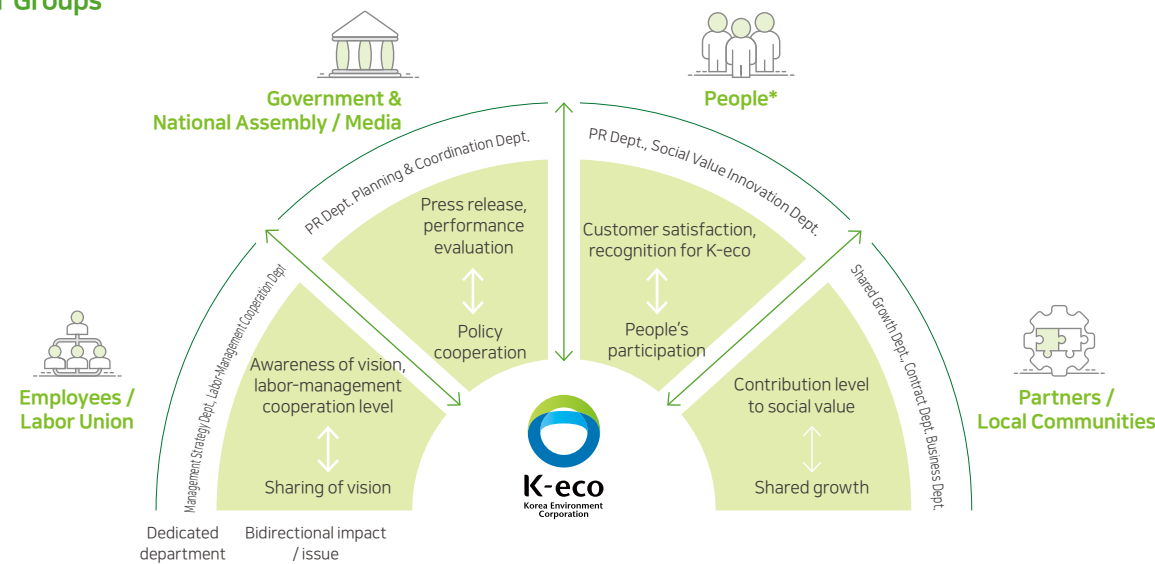 Groups
Government &
National Assembly / Media
People*
PR Dept. Planning & Coordination Dept.
PR Dept., Social Value Innovation Dept.
Press release,
performance
evaluation
Policy
cooperation
Customer satisfaction,
recognition for K-eco
People's
participation
Management Strategy Dept., Labor-Management Cooperation Dept
Shared Growth Dept., Contract Dept. Business Dept.
Employees /
Labor Union
Awareness of vision,
labor-management
cooperation level
Sharing of vision
Contribution level
to social value
Shared growth
Partners /
Local Communities
K-eco
Korea Environment
Corporation
Dedicated
department
Bidirectional impact
/ issue